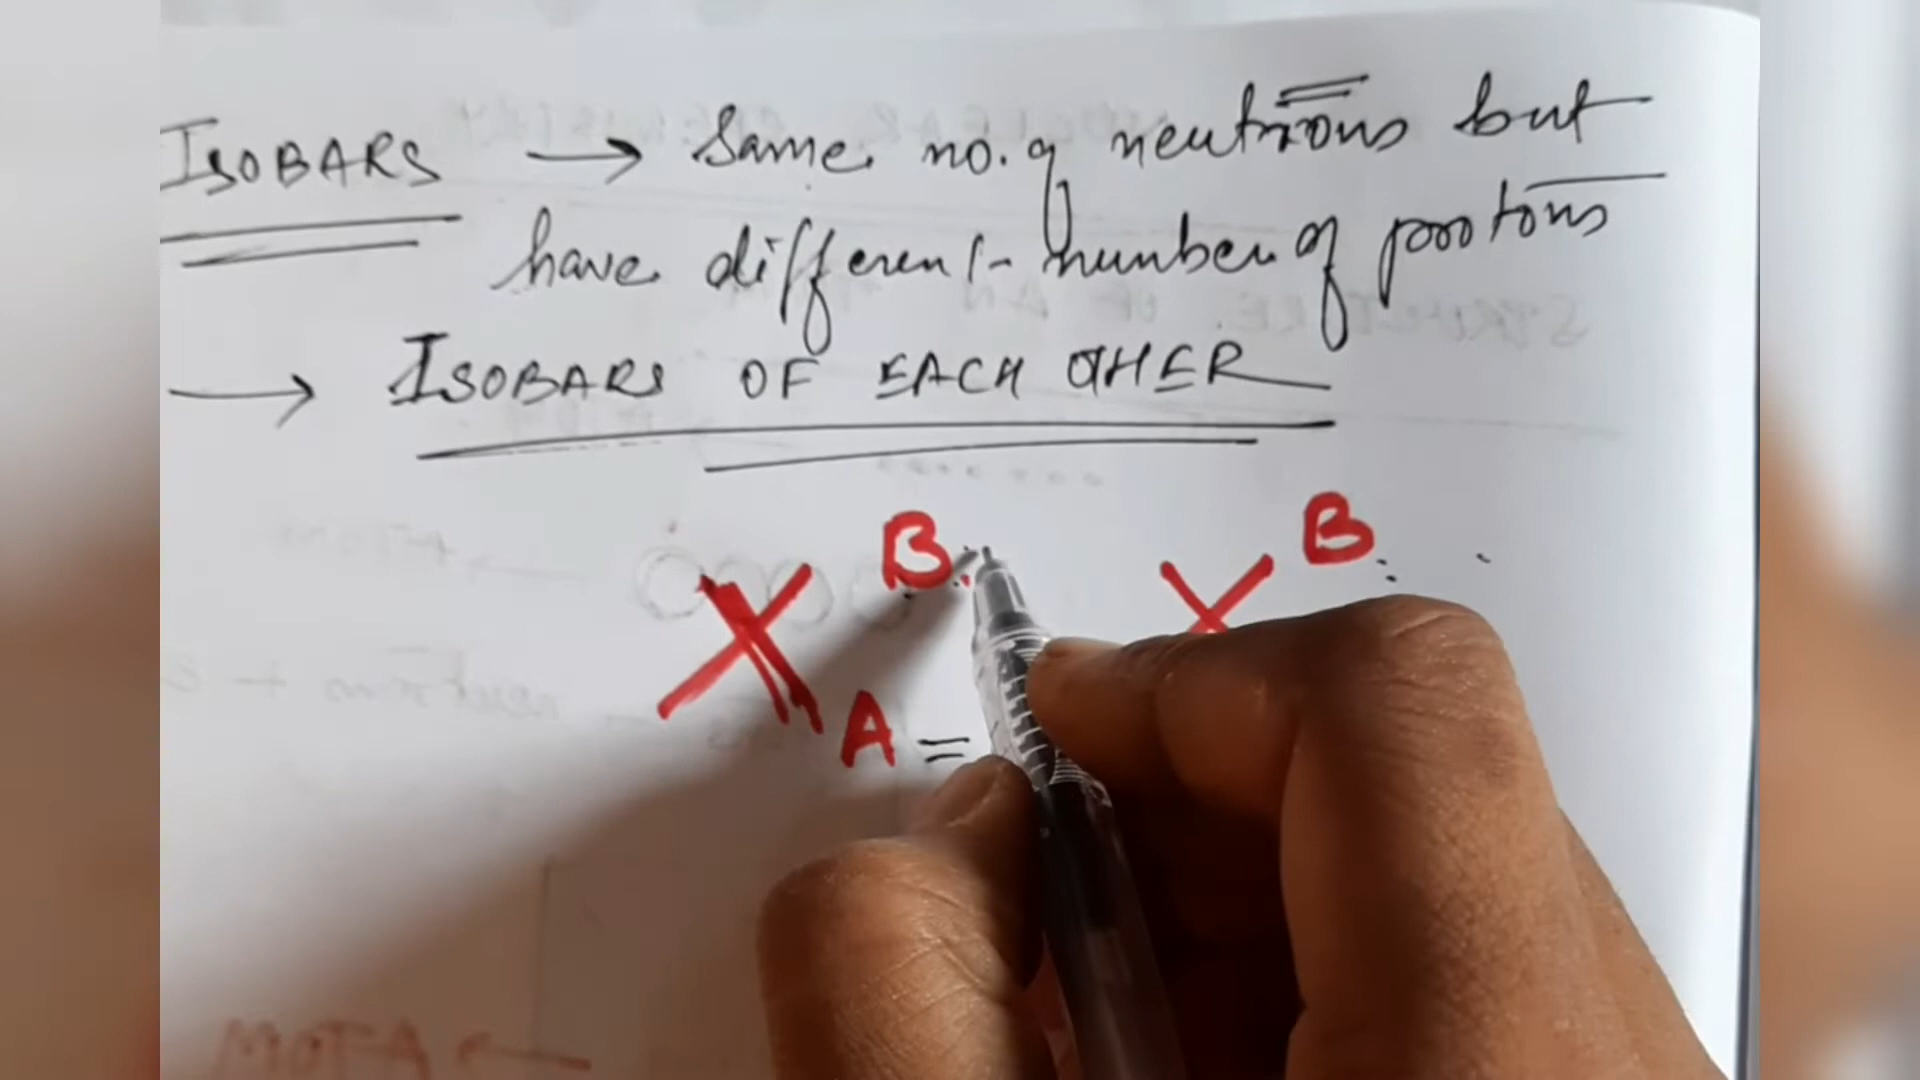 ISOBARS → Same no. of neutrons but
have different number of protons
→ ISOBARS OF EACH OTHER
X B X B
A =